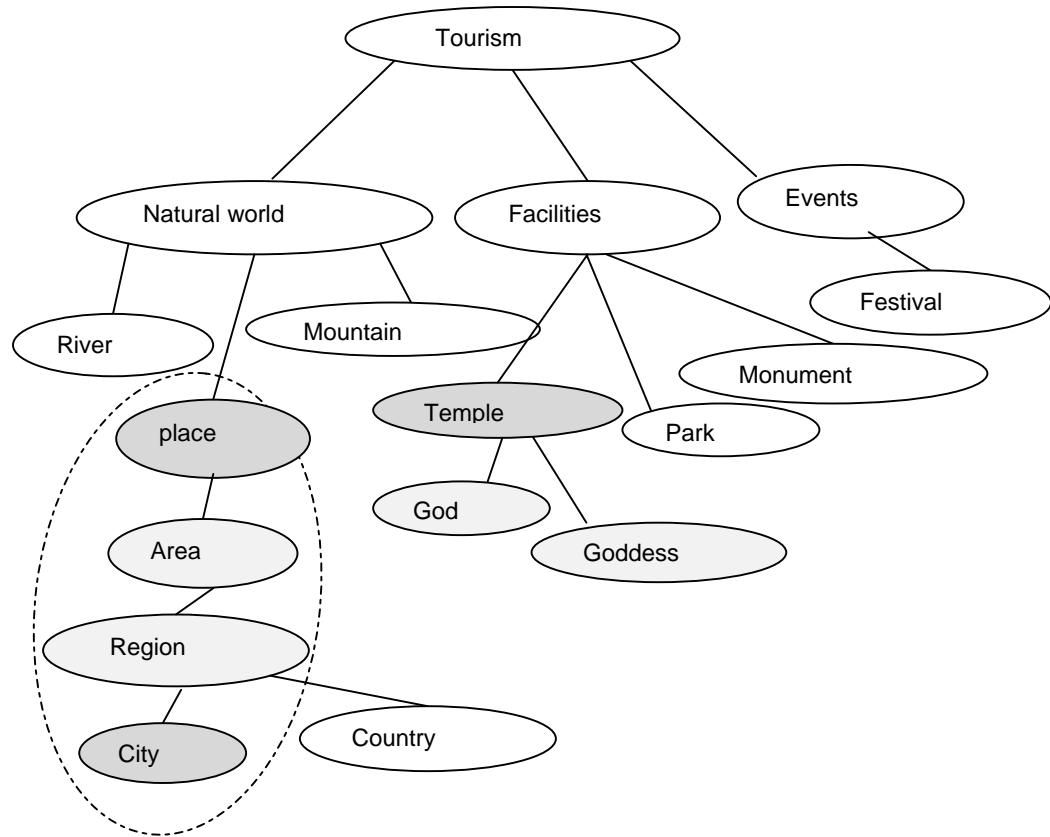 Tourism
Natural world
Facilities
Events
River
Mountain
Festival
Monument
place
Temple
Park
God
Area
Goddess
Region
City
Country